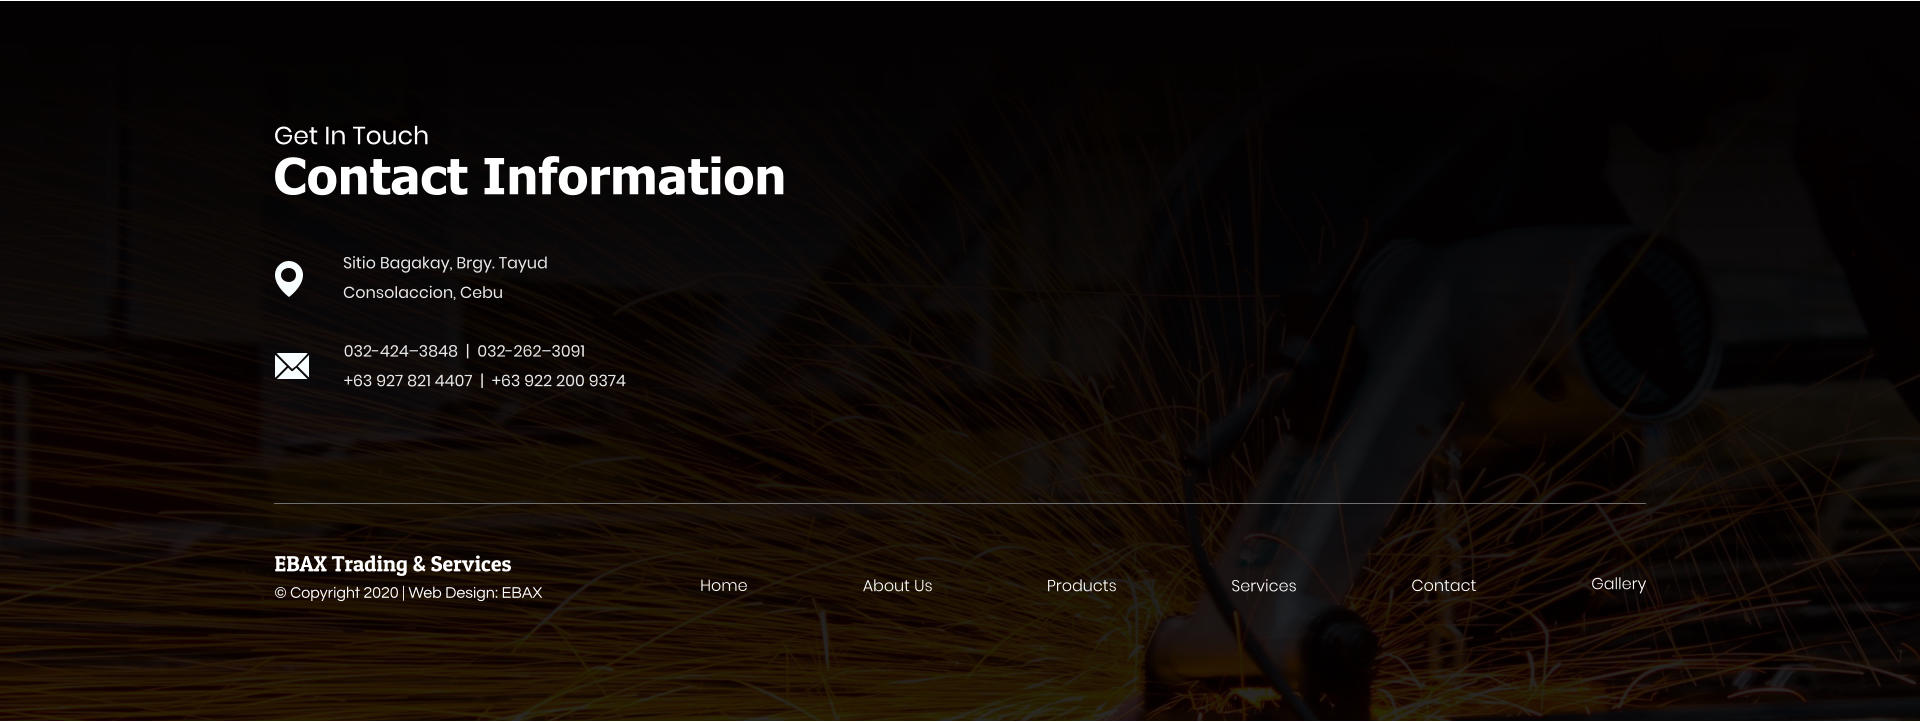 Get In Touch
Contact Information
Sitio Bagakay, Brgy. Tayud
Consolaccion, Cebu
032-424-3848 | 032-262-3091
+63 927 821 4407 | +63 922 200 9374
EBAX Trading & Services
© Copyright 2020 | Web Design: EBAX
Home About Us Products Services Contact Gallery